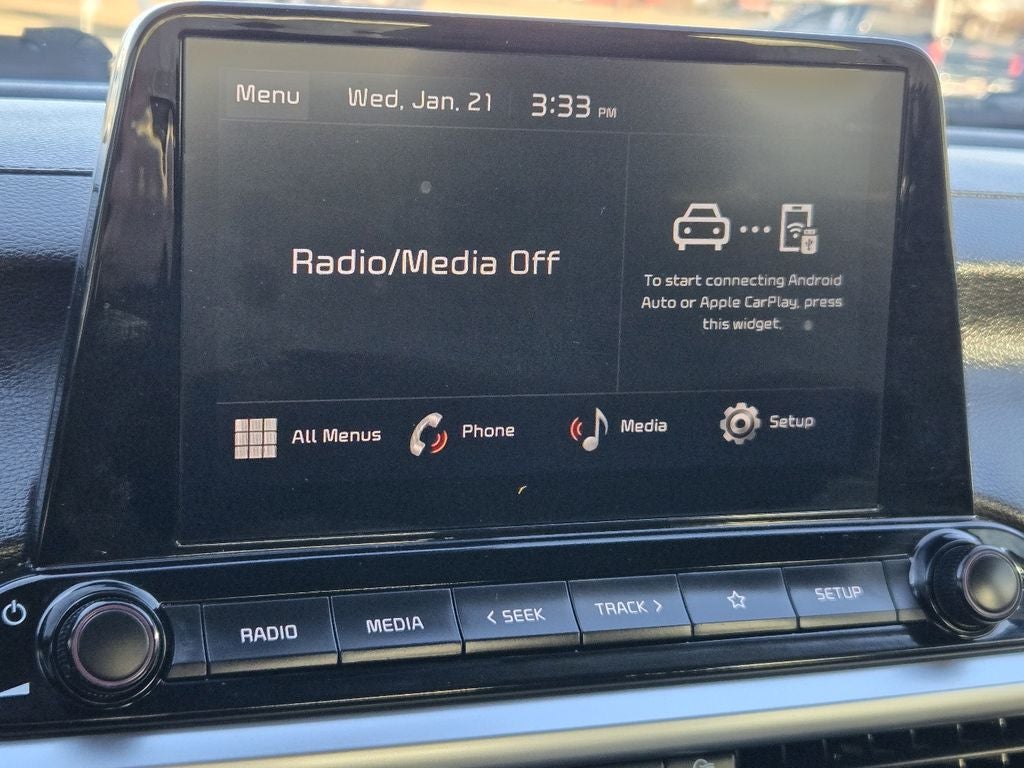 Menu Wed, Jan. 21 3:33 PM
Radio/Media Off
To start connecting Android
Auto or Apple CarPlay, press
this widget.
All Menus Phone Media Setup
RADIO MEDIA < SEEK TRACK > SETUP